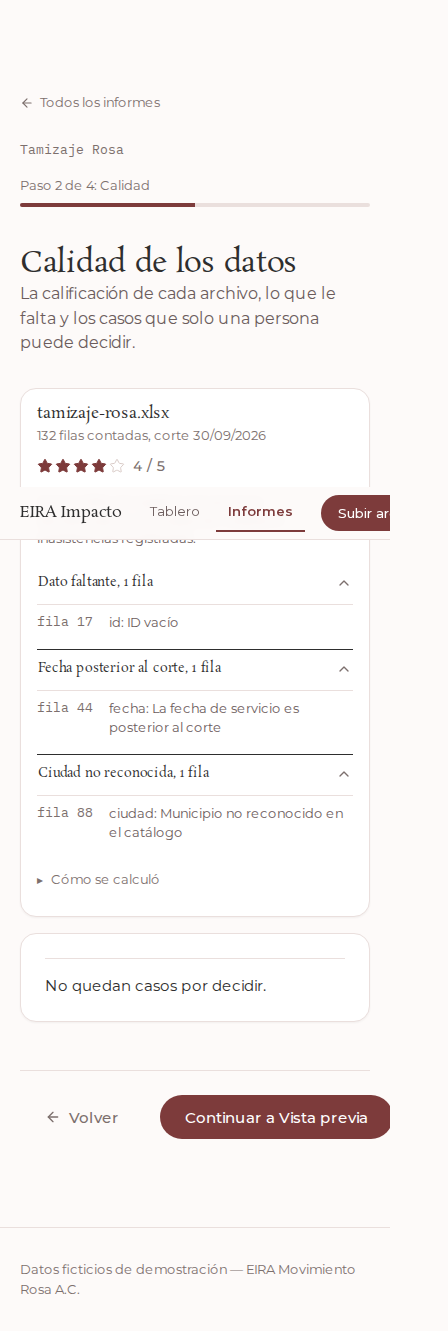 ← Todos los informes
Tamizaje Rosa
Paso 2 de 4: Calidad
Calidad de los datos
La calificación de cada archivo, lo que le
falta y los casos que solo una persona
puede decidir.
tamizaje-rosa.xlsx
132 filas contadas, corte 30/09/2026
4 / 5
EIRA Impacto Tablero Informes Subir
inasistencias registradas.
Dato faltante, 1 fila
fila 17 id: ID vacío
Fecha posterior al corte, 1 fila
fila 44 fecha: La fecha de servicio es
posterior al corte
Ciudad no reconocida, 1 fila
fila 88 ciudad: Municipio no reconocido en
el catálogo
▸ Cómo se calculó
No quedan casos por decidir.
← Volver Continuar a Vista previa
Datos ficticios de demostración — EIRA Movimiento
Rosa A.C.